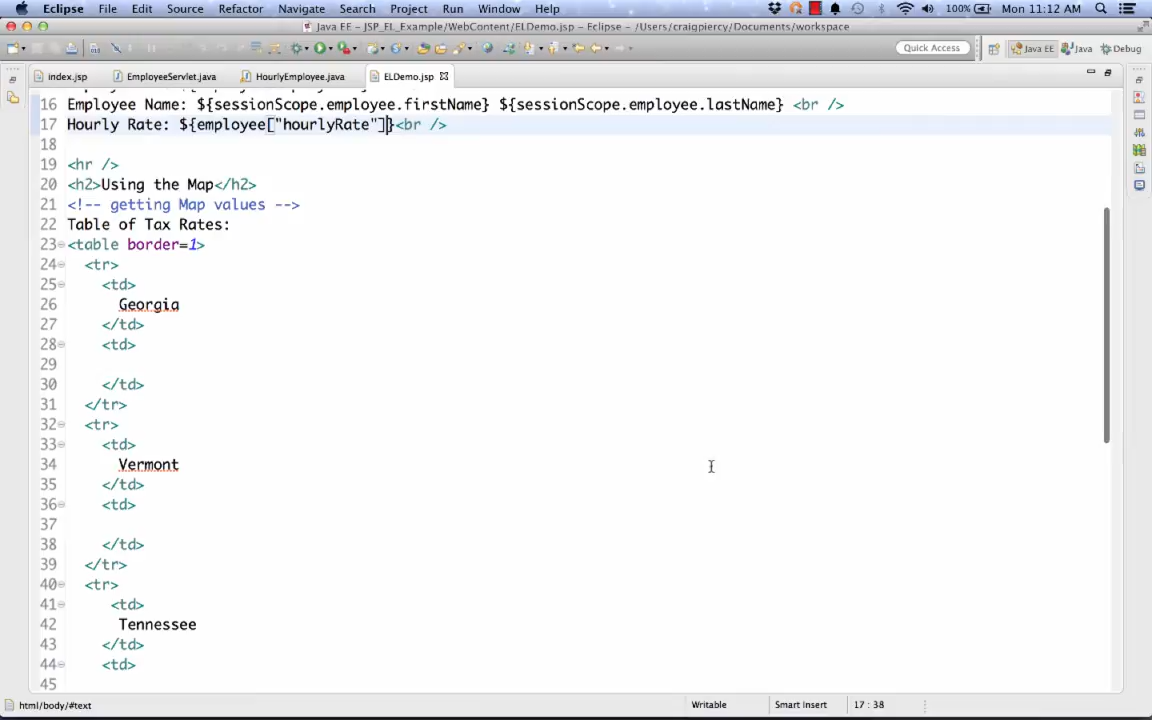 Eclipse File Edit Source Refactor Navigate Search Project Run Window Help 100% Mon 11:12 AM
Java EE - JSP_EL_Example/WebContent/ELDemo.jsp - Eclipse - /Users/craigpiercy/Documents/workspace
Quick Access Java EE Java Debug
index.jsp EmployeeServlet.java HourlyEmployee.java ELDemo.jsp
16 Employee Name: ${sessionScope.employee.firstName} ${sessionScope.employee.lastName} <br />
17 Hourly Rate: ${employee["hourlyRate"]}<br />
18
19 <hr />
20 <h2>Using the Map</h2>
21 <!-- getting Map values -->
22 Table of Tax Rates:
23 <table border=1>
24 <tr>
25 <td>
26 Georgia
27 </td>
28 <td>
29
30 </td>
31 </tr>
32 <tr>
33 <td>
34 Vermont
35 </td>
36 <td>
37
38 </td>
39 </tr>
40 <tr>
41 <td>
42 Tennessee
43 </td>
44 <td>
45
html/body/#text Writable Smart Insert 17 : 38